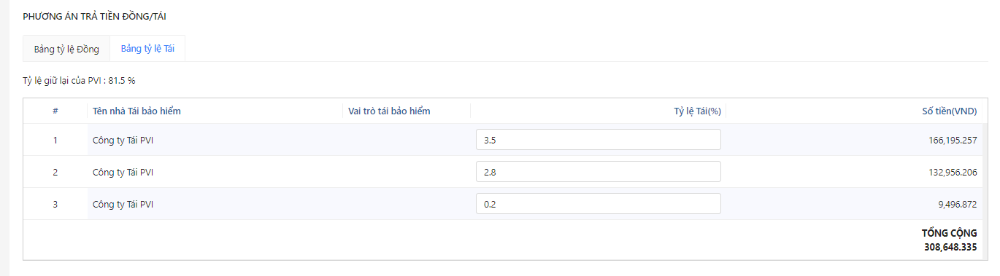 PHƯƠNG ÁN TRẢ TIỀN ĐỒNG/TÁI
Bảng tỷ lệ Đồng Bảng tỷ lệ Tái
Tỷ lệ giữ lại của PVI : 81.5 %
# Tên nhà Tái bảo hiểm Vai trò tái bảo hiểm Tỷ lệ Tái(%) Số tiền(VND)
1 Công ty Tái PVI 3.5 166,195.257
2 Công ty Tái PVI 2.8 132,956.206
3 Công ty Tái PVI 0.2 9,496.872
TỔNG CỘNG
308,648.335